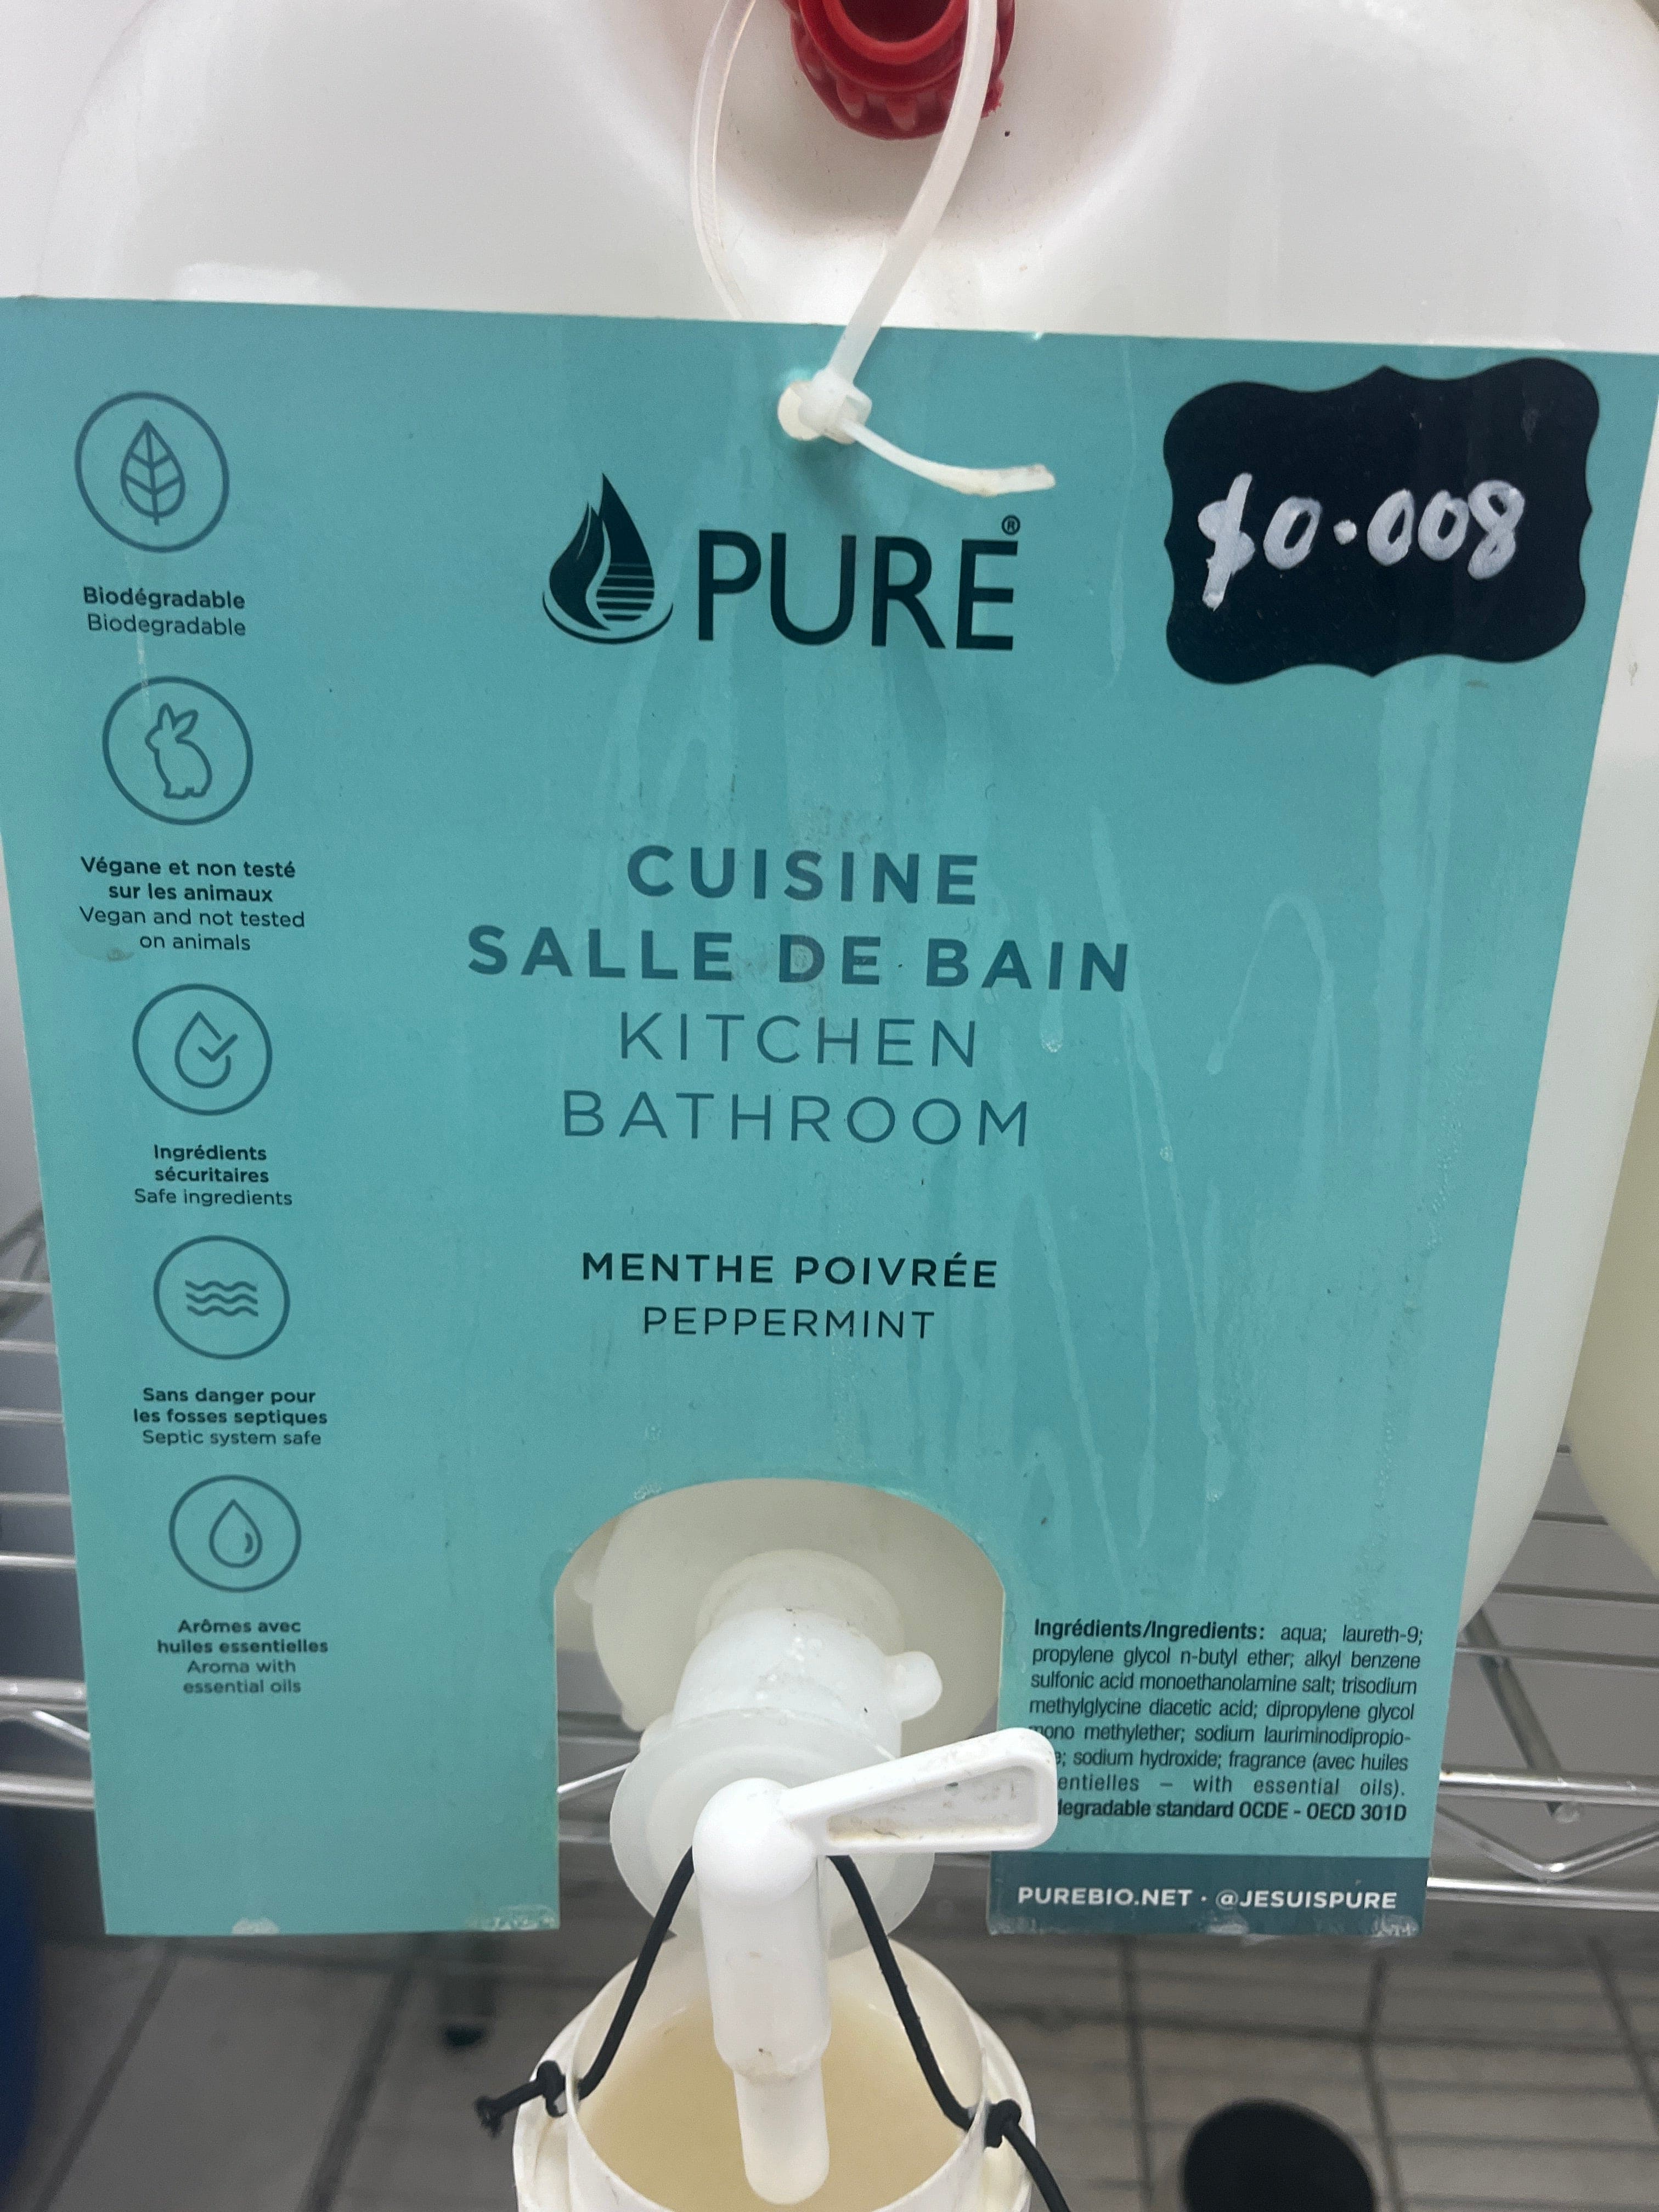 $0.008
PURE®
Biodégradable
Biodegradable
Végane et non testé
sur les animaux
Vegan and not tested
on animals
Ingrédients
sécuritaires
Safe ingredients
Sans danger pour
les fosses septiques
Septic system safe
Arômes avec
huiles essentielles
Aroma with
essential oils
CUISINE
SALLE DE BAIN
KITCHEN
BATHROOM
MENTHE POIVRÉE
PEPPERMINT
Ingrédients/Ingredients: aqua; laureth-9;
propylene glycol n-butyl ether; alkyl benzene
sulfonic acid monoethanolamine salt; trisodium
methylglycine diacetic acid; dipropylene glycol
mono methylether; sodium lauriminodipropio-
; sodium hydroxide; fragrance (avec huiles
– with essential oils).
standard OCDE - OECD 301D
PUREBIO.NET · @JESUISPURE